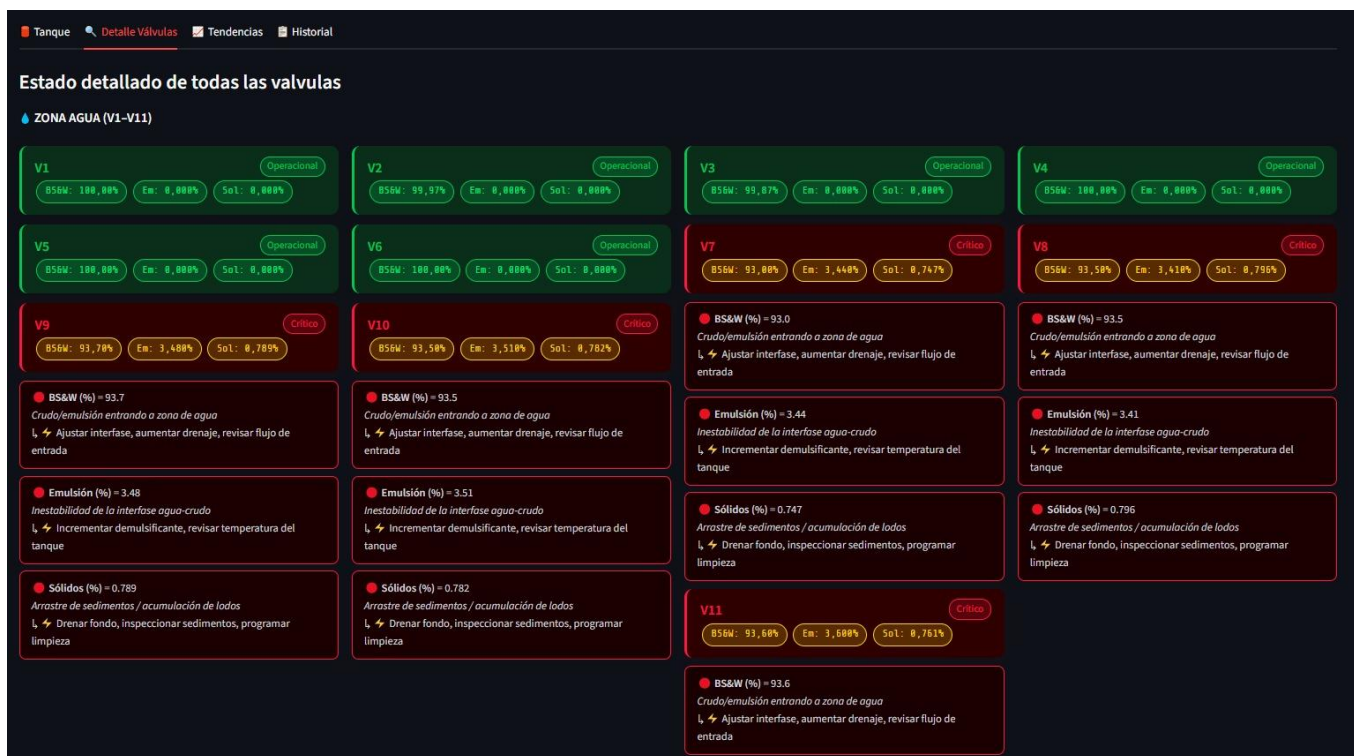 Tanque Detalle Válvulas Tendencias Historial
Estado detallado de todas las valvulas
ZONA AGUA (V1–V11)
V1 Operacional
BS&W: 100,00% Em: 0,000% Sol: 0,000%
V2 Operacional
BS&W: 99,97% Em: 0,000% Sol: 0,000%
V3 Operacional
BS&W: 99,87% Em: 0,000% Sol: 0,000%
V4 Operacional
BS&W: 100,00% Em: 0,000% Sol: 0,000%
V5 Operacional
BS&W: 100,00% Em: 0,000% Sol: 0,000%
V6 Operacional
BS&W: 100,00% Em: 0,000% Sol: 0,000%
V7 Crítico
BS&W: 93,00% Em: 3,440% Sol: 0,747%
V8 Crítico
BS&W: 93,50% Em: 3,410% Sol: 0,796%
V9 Crítico
BS&W: 93,70% Em: 3,480% Sol: 0,789%
BS&W (%) = 93.7
Crudo/emulsión entrando a zona de agua
↳ Ajustar interfase, aumentar drenaje, revisar flujo de
entrada
Emulsión (%) = 3.48
Inestabilidad de la interfase agua-crudo
↳ Incrementar demulsificante, revisar temperatura del
tanque
Sólidos (%) = 0.789
Arrastre de sedimentos / acumulación de lodos
↳ Drenar fondo, inspeccionar sedimentos, programar
limpieza
V10 Crítico
BS&W: 93,50% Em: 3,510% Sol: 0,782%
BS&W (%) = 93.5
Crudo/emulsión entrando a zona de agua
↳ Ajustar interfase, aumentar drenaje, revisar flujo de
entrada
Emulsión (%) = 3.51
Inestabilidad de la interfase agua-crudo
↳ Incrementar demulsificante, revisar temperatura del
tanque
Sólidos (%) = 0.782
Arrastre de sedimentos / acumulación de lodos
↳ Drenar fondo, inspeccionar sedimentos, programar
limpieza
BS&W (%) = 93.0
Crudo/emulsión entrando a zona de agua
↳ Ajustar interfase, aumentar drenaje, revisar flujo de
entrada
Emulsión (%) = 3.44
Inestabilidad de la interfase agua-crudo
↳ Incrementar demulsificante, revisar temperatura del
tanque
Sólidos (%) = 0.747
Arrastre de sedimentos / acumulación de lodos
↳ Drenar fondo, inspeccionar sedimentos, programar
limpieza
V11 Crítico
BS&W: 93,60% Em: 3,600% Sol: 0,761%
BS&W (%) = 93.6
Crudo/emulsión entrando a zona de agua
↳ Ajustar interfase, aumentar drenaje, revisar flujo de
entrada
BS&W (%) = 93.5
Crudo/emulsión entrando a zona de agua
↳ Ajustar interfase, aumentar drenaje, revisar flujo de
entrada
Emulsión (%) = 3.41
Inestabilidad de la interfase agua-crudo
↳ Incrementar demulsificante, revisar temperatura del
tanque
Sólidos (%) = 0.796
Arrastre de sedimentos / acumulación de lodos
↳ Drenar fondo, inspeccionar sedimentos, programar
limpieza